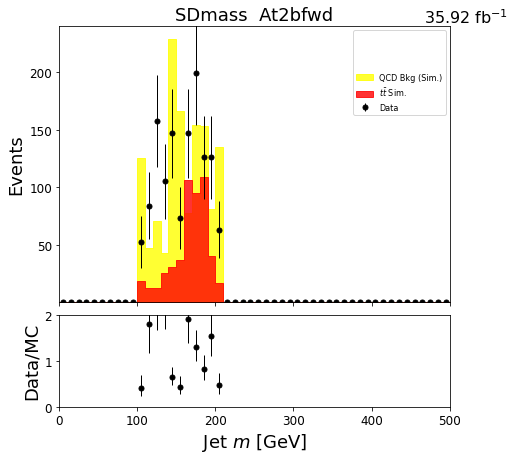 SDmass At2bfwd
35.92 fb⁻¹
Events
200
150
100
50
QCD Bkg (Sim.)
tt̄ Sim.
Data
Data/MC
2
1
0
0 100 200 300 400 500
Jet m [GeV]